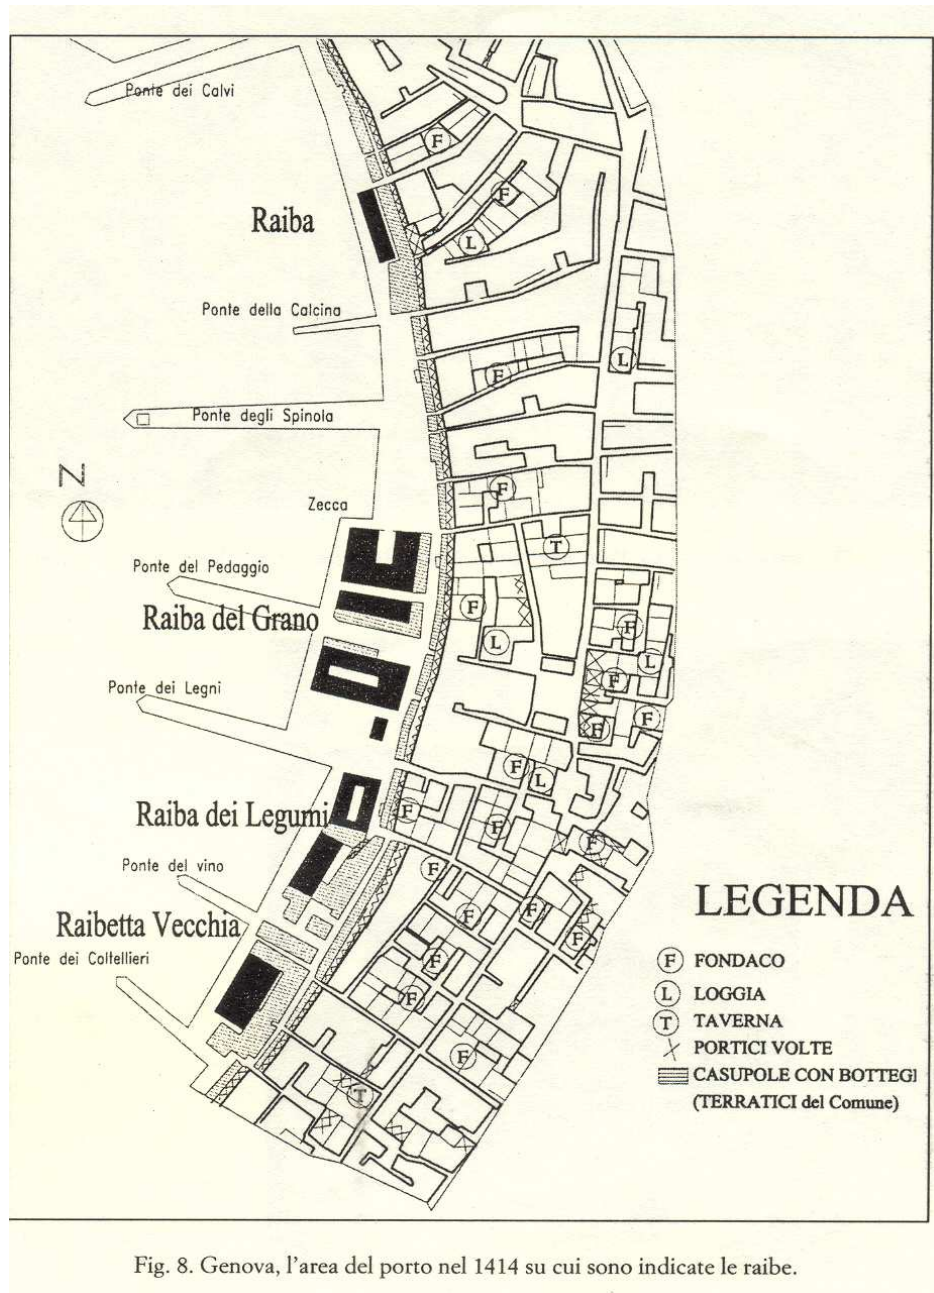 Ponte dei Calvi
F
F
Raiba
L
Ponte della Calcina
L
F
Ponte degli Spinola
N
F
Zecca
T
Ponte del Pedaggio
F
Raiba del Grano
F
L
L
F
Ponte dei Legni
F
F
F
L
Raiba dei Legumi
F
F
F
Ponte del vino
F
F
F
Raibetta Vecchia
F
Ponte dei Coltellieri
F
F
F
T
LEGENDA
F FONDACO
L LOGGIA
T TAVERNA
PORTICI VOLTE
CASUPOLE CON BOTTEGI
(TERRATICI del Comune)
Fig. 8. Genova, l'area del porto nel 1414 su cui sono indicate le raibe.